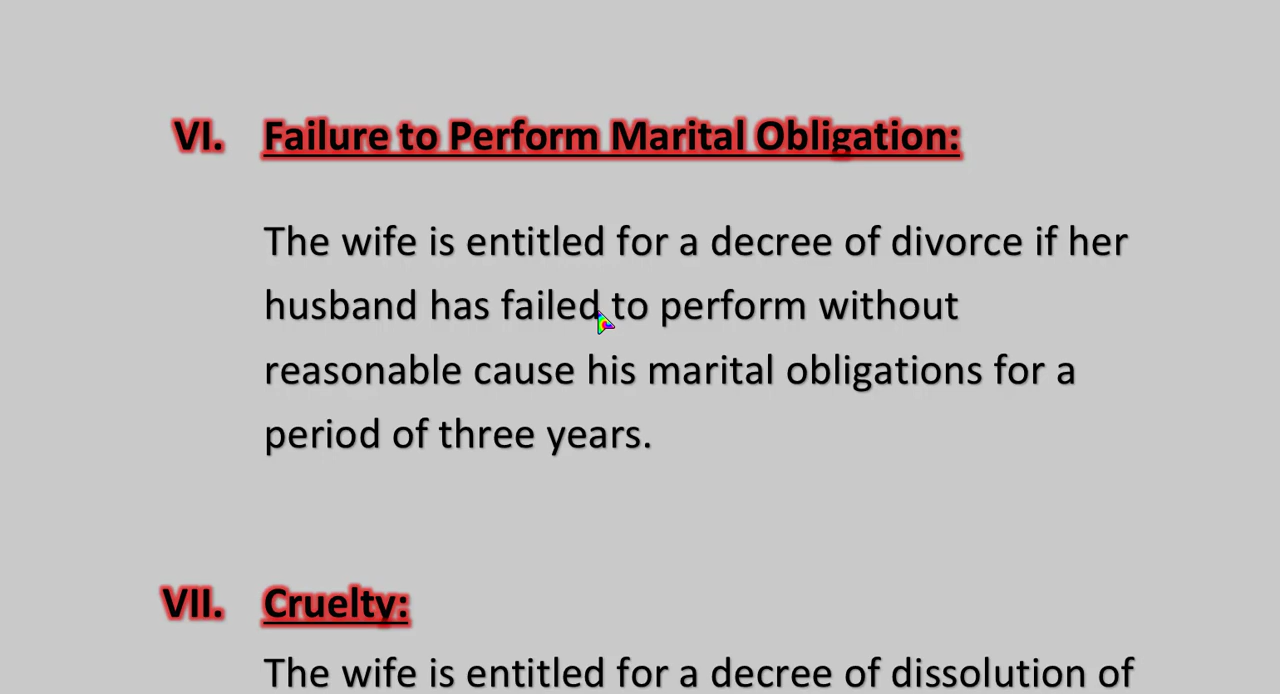 VI. Failure to Perform Marital Obligation:
The wife is entitled for a decree of divorce if her
husband has failed to perform without
reasonable cause his marital obligations for a
period of three years.
VII. Cruelty:
The wife is entitled for a decree of dissolution of